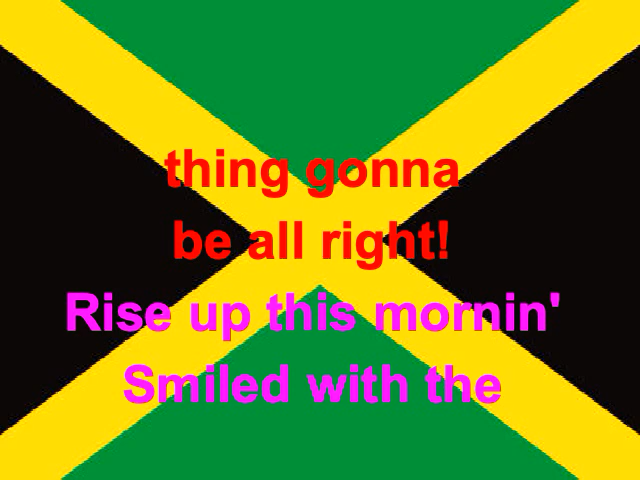 thing gonna
be all right!
Rise up this mornin'
Smiled with the